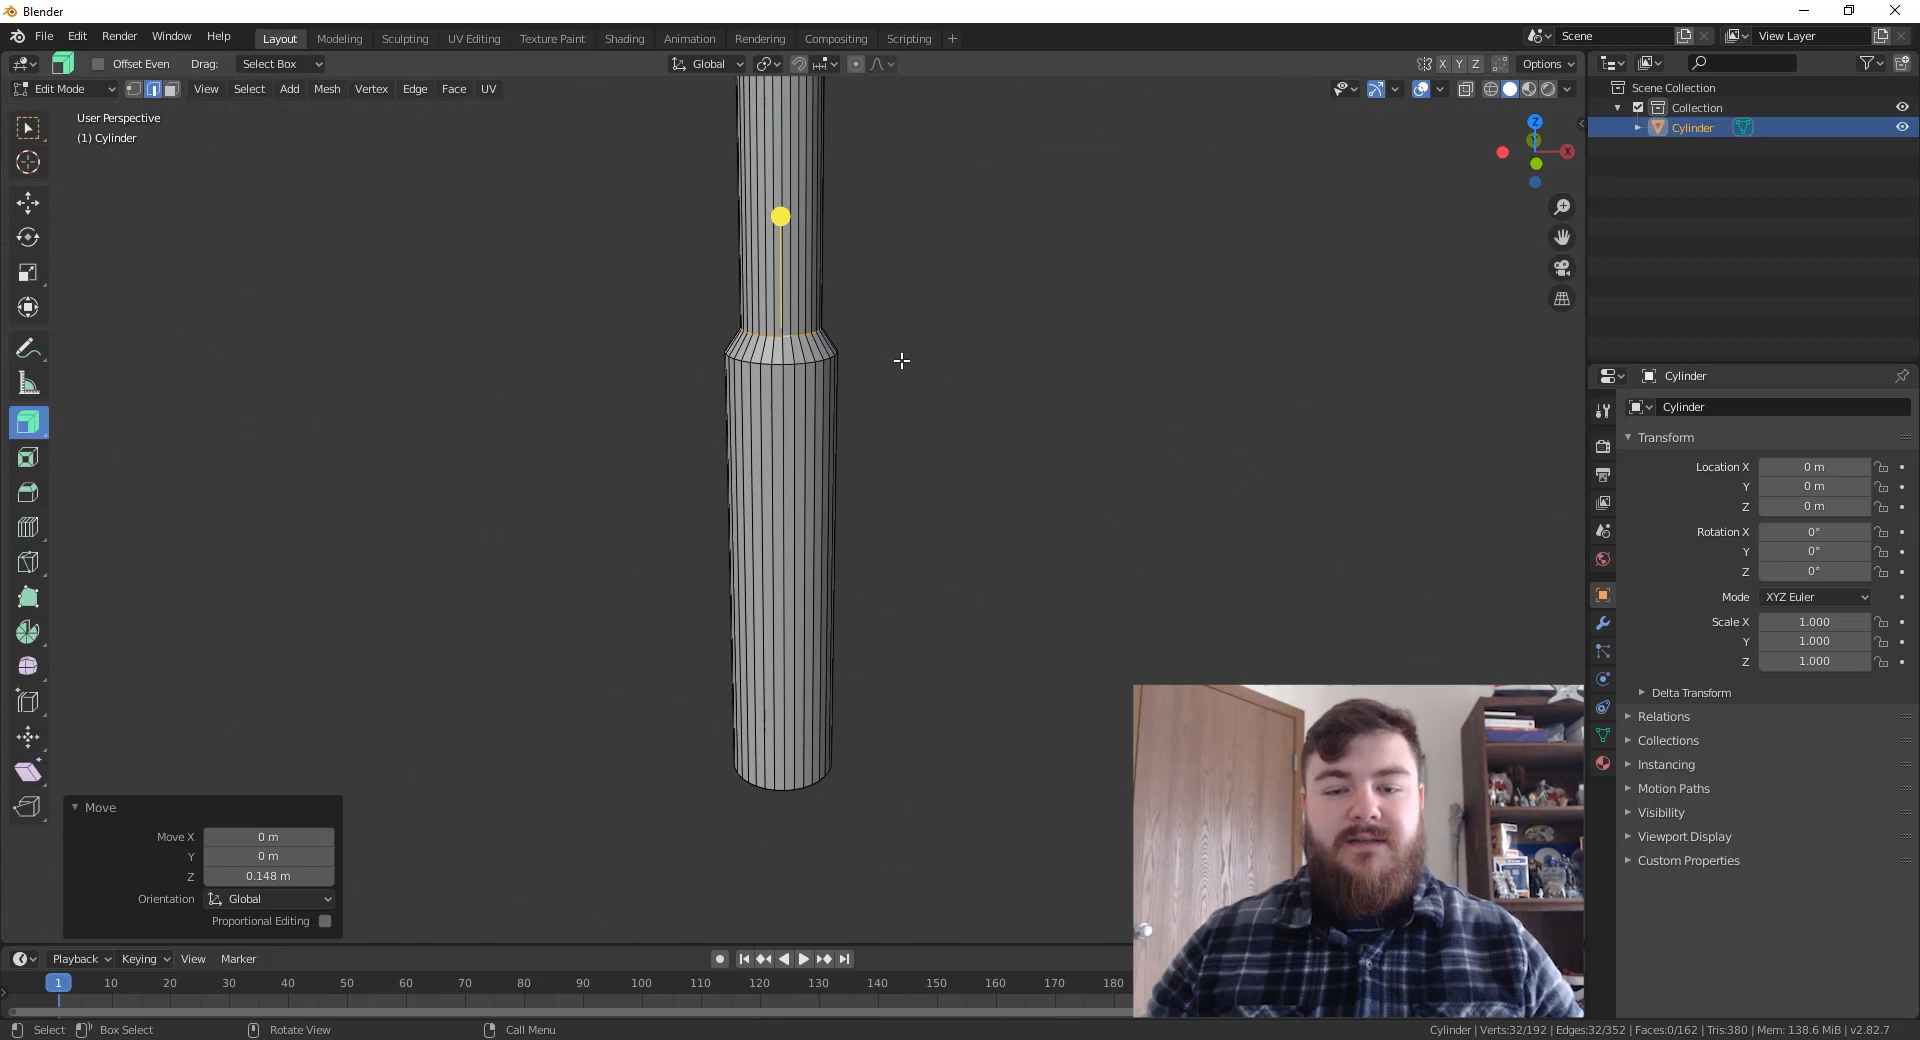 Blender
File Edit Render Window Help Layout Modeling Sculpting UV Editing Texture Paint Shading Animation Rendering Compositing Scripting + Scene View Layer
Offset Even Drag: Select Box Global X Y Z Options
Edit Mode View Select Add Mesh Vertex Edge Face UV
User Perspective
(1) Cylinder
Z
X
Scene Collection
Collection
Cylinder
Cylinder
Cylinder
Transform
Location X 0 m
Y 0 m
Z 0 m
Rotation X 0°
Y 0°
Z 0°
Mode XYZ Euler
Scale X 1.000
Y 1.000
Z 1.000
Delta Transform
Relations
Collections
Instancing
Motion Paths
Visibility
Viewport Display
Custom Properties
Move
Move X 0 m
Y 0 m
Z 0.148 m
Orientation Global
Proportional Editing
Playback Keying View Marker
1 10 20 30 40 50 60 70 80 90 100 110 120 130 140 150 160 170 180
Select Box Select Rotate View Call Menu Cylinder | Verts:32/192 | Edges:32/352 | Faces:0/162 | Tris:380 | Mem: 138.6 MiB | v2.82.7